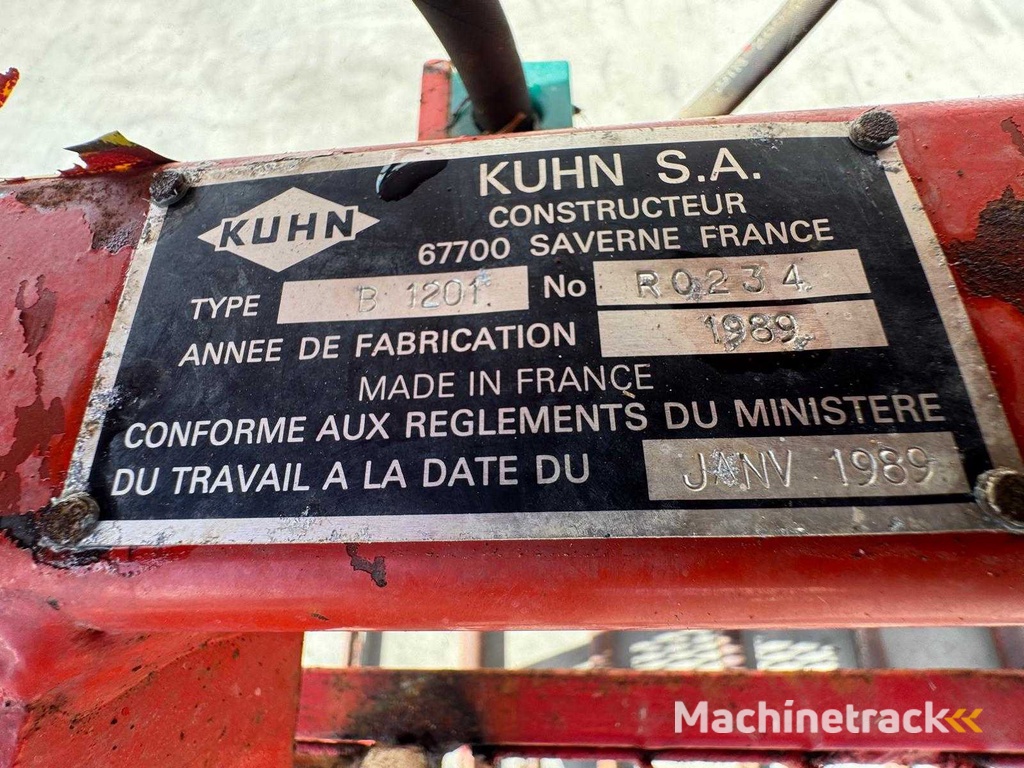 KUHN
KUHN S.A.
CONSTRUCTEUR
67700 SAVERNE FRANCE
TYPE B 1201 No R0234
ANNEE DE FABRICATION 1989
MADE IN FRANCE
CONFORME AUX REGLEMENTS DU MINISTERE
DU TRAVAIL A LA DATE DU JANV 1989
Machinetrack